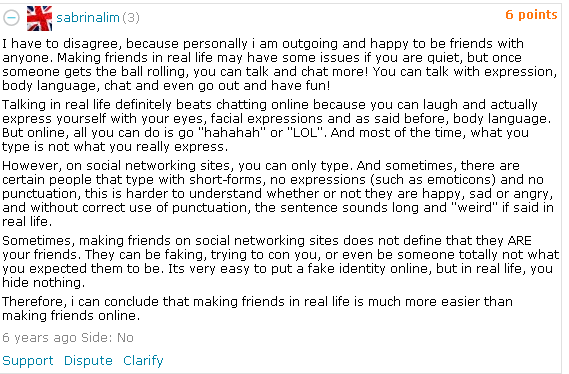 sabrinalim (3)
6 points
I have to disagree, because personally i am outgoing and happy to be friends with
anyone. Making friends in real life may have some issues if you are quiet, but once
someone gets the ball rolling, you can talk and chat more! You can talk with expression,
body language, chat and even go out and have fun!
Talking in real life definitely beats chatting online because you can laugh and actually
express yourself with your eyes, facial expressions and as said before, body language.
But online, all you can do is go "hahahah" or "LOL". And most of the time, what you
type is not what you really express.
However, on social networking sites, you can only type. And sometimes, there are
certain people that type with short-forms, no expressions (such as emoticons) and no
punctuation, this is harder to understand whether or not they are happy, sad or angry,
and without correct use of punctuation, the sentence sounds long and "weird" if said in
real life.
Sometimes, making friends on social networking sites does not define that they ARE
your friends. They can be faking, trying to con you, or even be someone totally not what
you expected them to be. Its very easy to put a fake identity online, but in real life, you
hide nothing.
Therefore, i can conclude that making friends in real life is much more easier than
making friends online.
6 years ago Side: No
Support Dispute Clarify